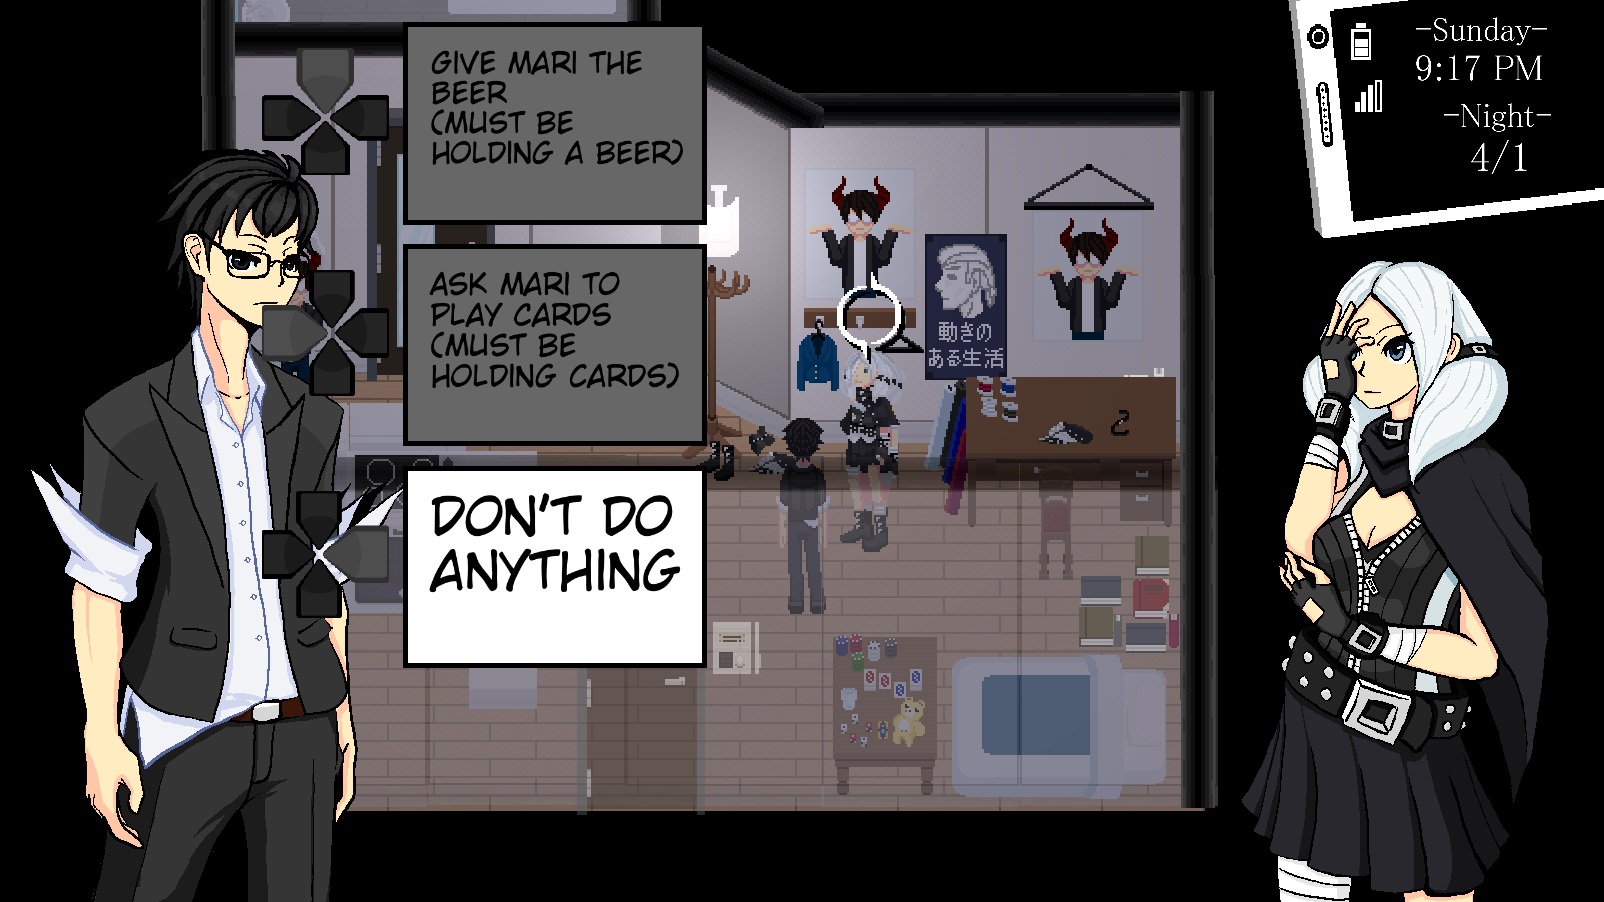 GIVE MARI THE
BEER
(MUST BE
HOLDING A BEER)
ASK MARI TO
PLAY CARDS
(MUST BE
HOLDING CARDS)
DON'T DO
ANYTHING
-Sunday-
9:17 PM
-Night-
4/1
動きの
ある生活